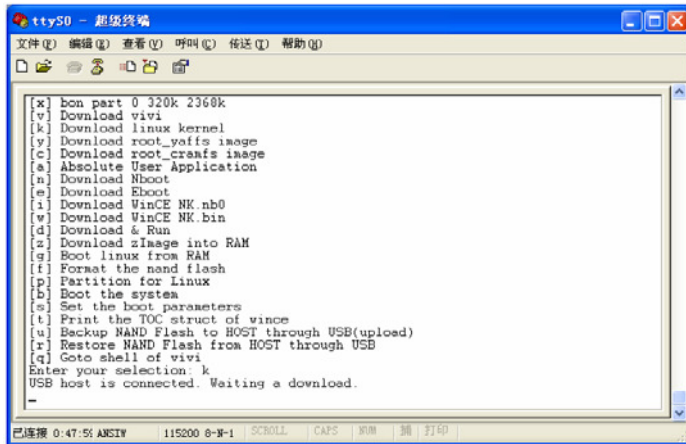 ttyS0 - 超级终端
文件(F) 编辑(E) 查看(V) 呼叫(C) 传送(T) 帮助(H)
[x] bon part 0 320k 2368k
[v] Download vivi
[k] Download linux kernel
[y] Download root_yaffs image
[c] Download root_cramfs image
[a] Absolute User Application
[n] Download Nboot
[e] Download Eboot
[i] Download WinCE NK.nb0
[w] Download WinCE NK.bin
[d] Download & Run
[z] Download zImage into RAM
[g] Boot linux from RAM
[f] Format the nand flash
[p] Partition for Linux
[b] Boot the system
[s] Set the boot parameters
[t] Print the TOC struct of wince
[u] Backup NAND Flash to HOST through USB(upload)
[r] Restore NAND Flash from HOST through USB
[q] Goto shell of vivi
Enter your selection: k
USB host is connected. Waiting a download.
已连接 0:47:59 ANSIW 115200 8-N-1 SCROLL CAPS NUM 捕 打印